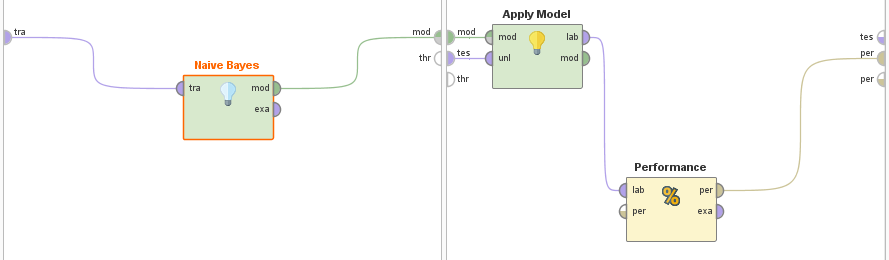 tra
Naive Bayes
tra
mod
exa
mod
thr
mod
tes
thr
Apply Model
mod
lab
unl
mod
Performance
lab
per
per
exa
tes
per
per